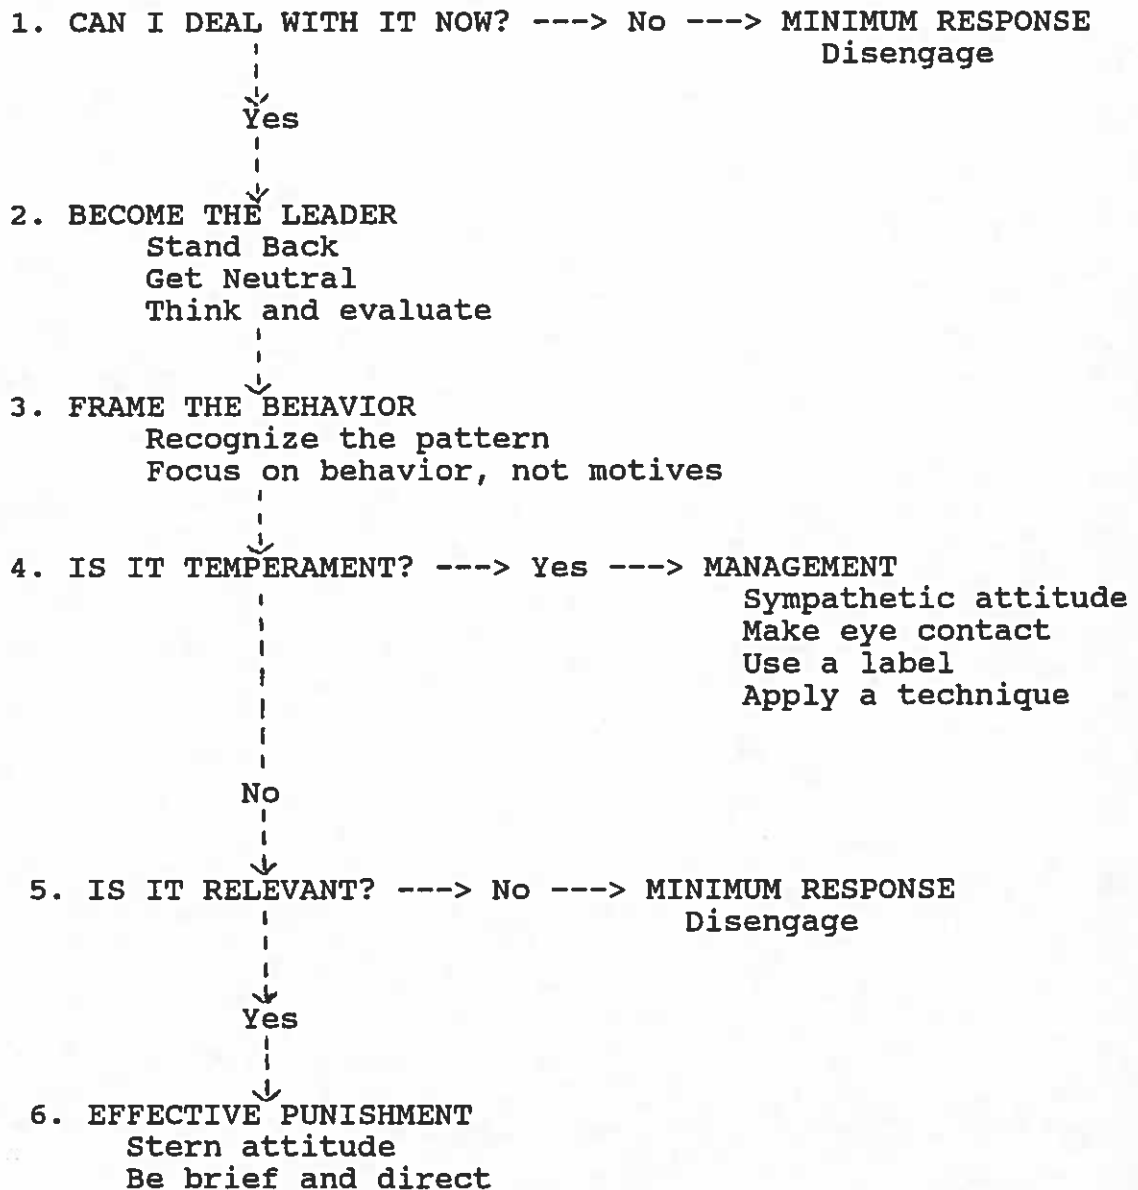 1. CAN I DEAL WITH IT NOW? ---> No ---> MINIMUM RESPONSE
Disengage
Yes
2. BECOME THE LEADER
Stand Back
Get Neutral
Think and evaluate
3. FRAME THE BEHAVIOR
Recognize the pattern
Focus on behavior, not motives
4. IS IT TEMPERAMENT? ---> Yes ---> MANAGEMENT
Sympathetic attitude
Make eye contact
Use a label
Apply a technique
No
5. IS IT RELEVANT? ---> No ---> MINIMUM RESPONSE
Disengage
Yes
6. EFFECTIVE PUNISHMENT
Stern attitude
Be brief and direct